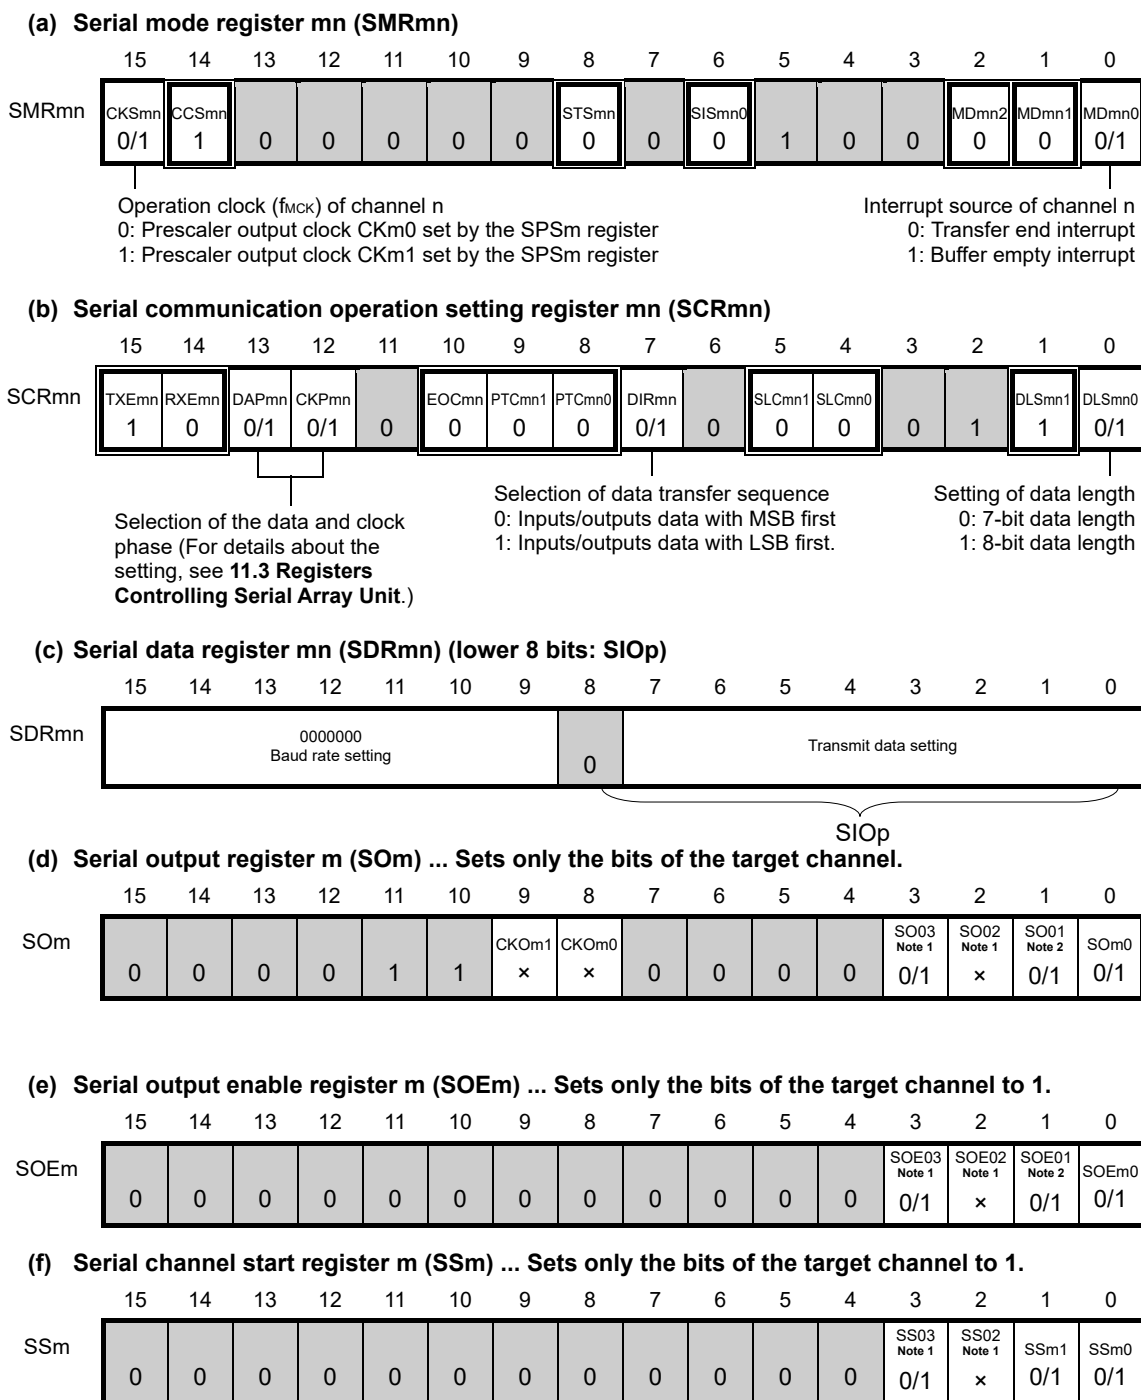 (a) Serial mode register mn (SMRmn)
15 14 13 12 11 10 9 8 7 6 5 4 3 2 1 0
SMRmn
CKSmn CCSmn STSmn SISmn0 MDmn2 MDmn1 MDmn0
0/1 1 0 0 0 0 0 0 0 0 1 0 0 0 0 0/1
Operation clock (fMCK) of channel n
0: Prescaler output clock CKm0 set by the SPSm register
1: Prescaler output clock CKm1 set by the SPSm register
Interrupt source of channel n
0: Transfer end interrupt
1: Buffer empty interrupt
(b) Serial communication operation setting register mn (SCRmn)
15 14 13 12 11 10 9 8 7 6 5 4 3 2 1 0
SCRmn
TXEmn RXEmn DAPmn CKPmn EOCmn PTCmn1 PTCmn0 DIRmn SLCmn1 SLCmn0 DLSmn1 DLSmn0
1 0 0/1 0/1 0 0 0 0 0/1 0 0 0 0 1 1 0/1
Selection of the data and clock
phase (For details about the
setting, see 11.3 Registers
Controlling Serial Array Unit.)
Selection of data transfer sequence
0: Inputs/outputs data with MSB first
1: Inputs/outputs data with LSB first.
Setting of data length
0: 7-bit data length
1: 8-bit data length
(c) Serial data register mn (SDRmn) (lower 8 bits: SIOp)
15 14 13 12 11 10 9 8 7 6 5 4 3 2 1 0
SDRmn
0000000
Baud rate setting
0
Transmit data setting
SIOp
(d) Serial output register m (SOm) ... Sets only the bits of the target channel.
15 14 13 12 11 10 9 8 7 6 5 4 3 2 1 0
SOm
CKOm1 CKOm0 SO03 SO02 SO01 SOm0
Note 1 Note 1 Note 2
0 0 0 0 1 1 × × 0 0 0 0 0/1 × 0/1 0/1
(e) Serial output enable register m (SOEm) ... Sets only the bits of the target channel to 1.
15 14 13 12 11 10 9 8 7 6 5 4 3 2 1 0
SOEm
SOE03 SOE02 SOE01 SOEm0
Note 1 Note 1 Note 2
0 0 0 0 0 0 0 0 0 0 0 0 0/1 × 0/1 0/1
(f) Serial channel start register m (SSm) ... Sets only the bits of the target channel to 1.
15 14 13 12 11 10 9 8 7 6 5 4 3 2 1 0
SSm
SS03 SS02 SSm1 SSm0
Note 1 Note 1
0 0 0 0 0 0 0 0 0 0 0 0 0/1 × 0/1 0/1